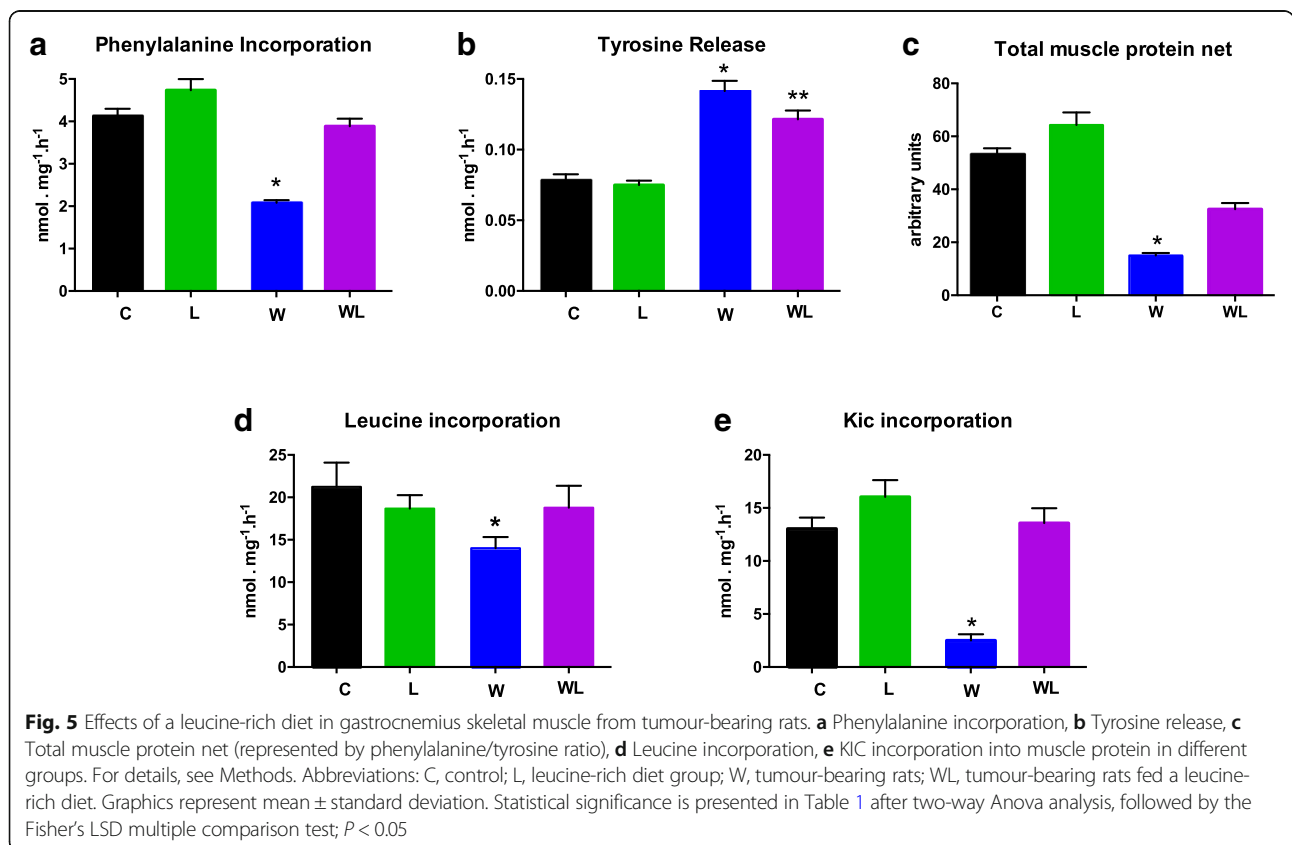 a Phenylalanine Incorporation
nmol . mg-1.h-1
5
4
3
2
1
0
*
C L W WL
b Tyrosine Release
nmol . mg-1.h-1
0.15
0.10
0.05
0.00
*
**
C L W WL
c Total muscle protein net
arbitrary units
80
60
40
20
0
*
C L W WL
d Leucine incorporation
nmol . mg-1.h-1
25
20
15
10
5
0
*
C L W WL
e Kic incorporation
nmol . mg-1.h-1
20
15
10
5
0
*
C L W WL
Fig. 5 Effects of a leucine-rich diet in gastrocnemius skeletal muscle from tumour-bearing rats. a Phenylalanine incorporation, b Tyrosine release, c
Total muscle protein net (represented by phenylalanine/tyrosine ratio), d Leucine incorporation, e KIC incorporation into muscle protein in different
groups. For details, see Methods. Abbreviations: C, control; L, leucine-rich diet group; W, tumour-bearing rats; WL, tumour-bearing rats fed a leucine-
rich diet. Graphics represent mean ± standard deviation. Statistical significance is presented in Table 1 after two-way Anova analysis, followed by the
Fisher's LSD multiple comparison test; P < 0.05